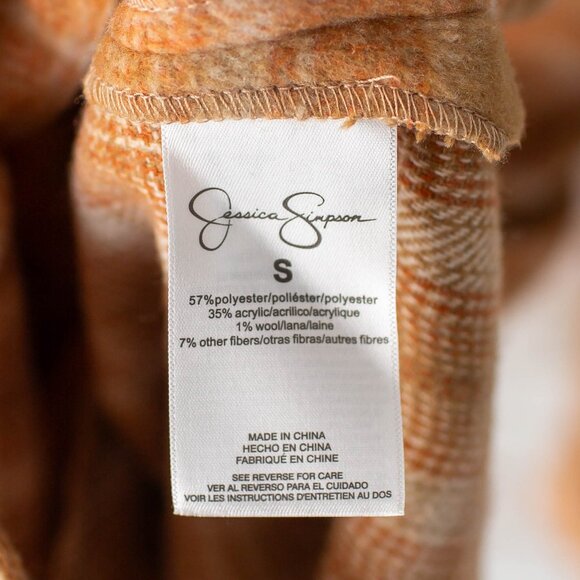 Jessica Simpson
S
57%polyester/poliéster/polyester
35% acrylic/acrilico/acrylique
1% wool/lana/laine
7% other fibers/otras fibras/autres fibres
MADE IN CHINA
HECHO EN CHINA
FABRIQUÉ EN CHINE
SEE REVERSE FOR CARE
VER AL REVERSO PARA EL CUIDADO
VOIR LES INSTRUCTIONS D'ENTRETIEN AU DOS